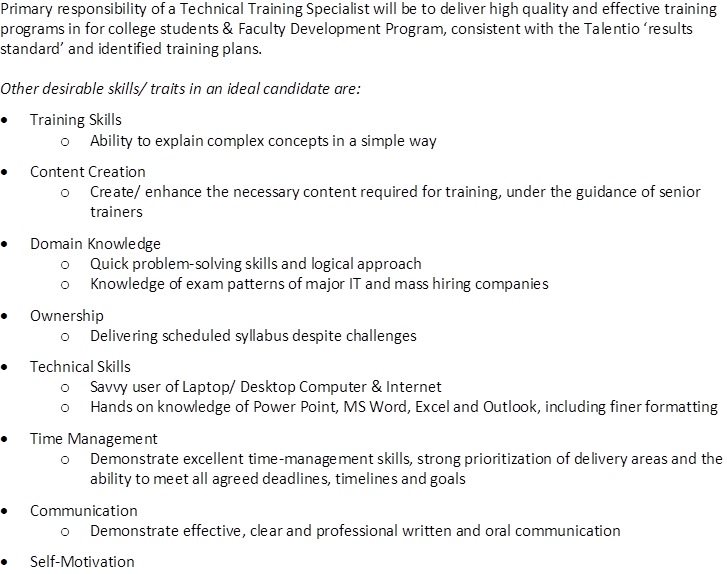 Primary responsibility of a Technical Training Specialist will be to deliver high quality and effective training
programs in for college students & Faculty Development Program, consistent with the Talentio ‘results
standard’ and identified training plans.
Other desirable skills/ traits in an ideal candidate are:
• Training Skills
o Ability to explain complex concepts in a simple way
• Content Creation
o Create/ enhance the necessary content required for training, under the guidance of senior
trainers
• Domain Knowledge
o Quick problem-solving skills and logical approach
o Knowledge of exam patterns of major IT and mass hiring companies
• Ownership
o Delivering scheduled syllabus despite challenges
• Technical Skills
o Savvy user of Laptop/ Desktop Computer & Internet
o Hands on knowledge of Power Point, MS Word, Excel and Outlook, including finer formatting
• Time Management
o Demonstrate excellent time-management skills, strong prioritization of delivery areas and the
ability to meet all agreed deadlines, timelines and goals
• Communication
o Demonstrate effective, clear and professional written and oral communication
• Self-Motivation